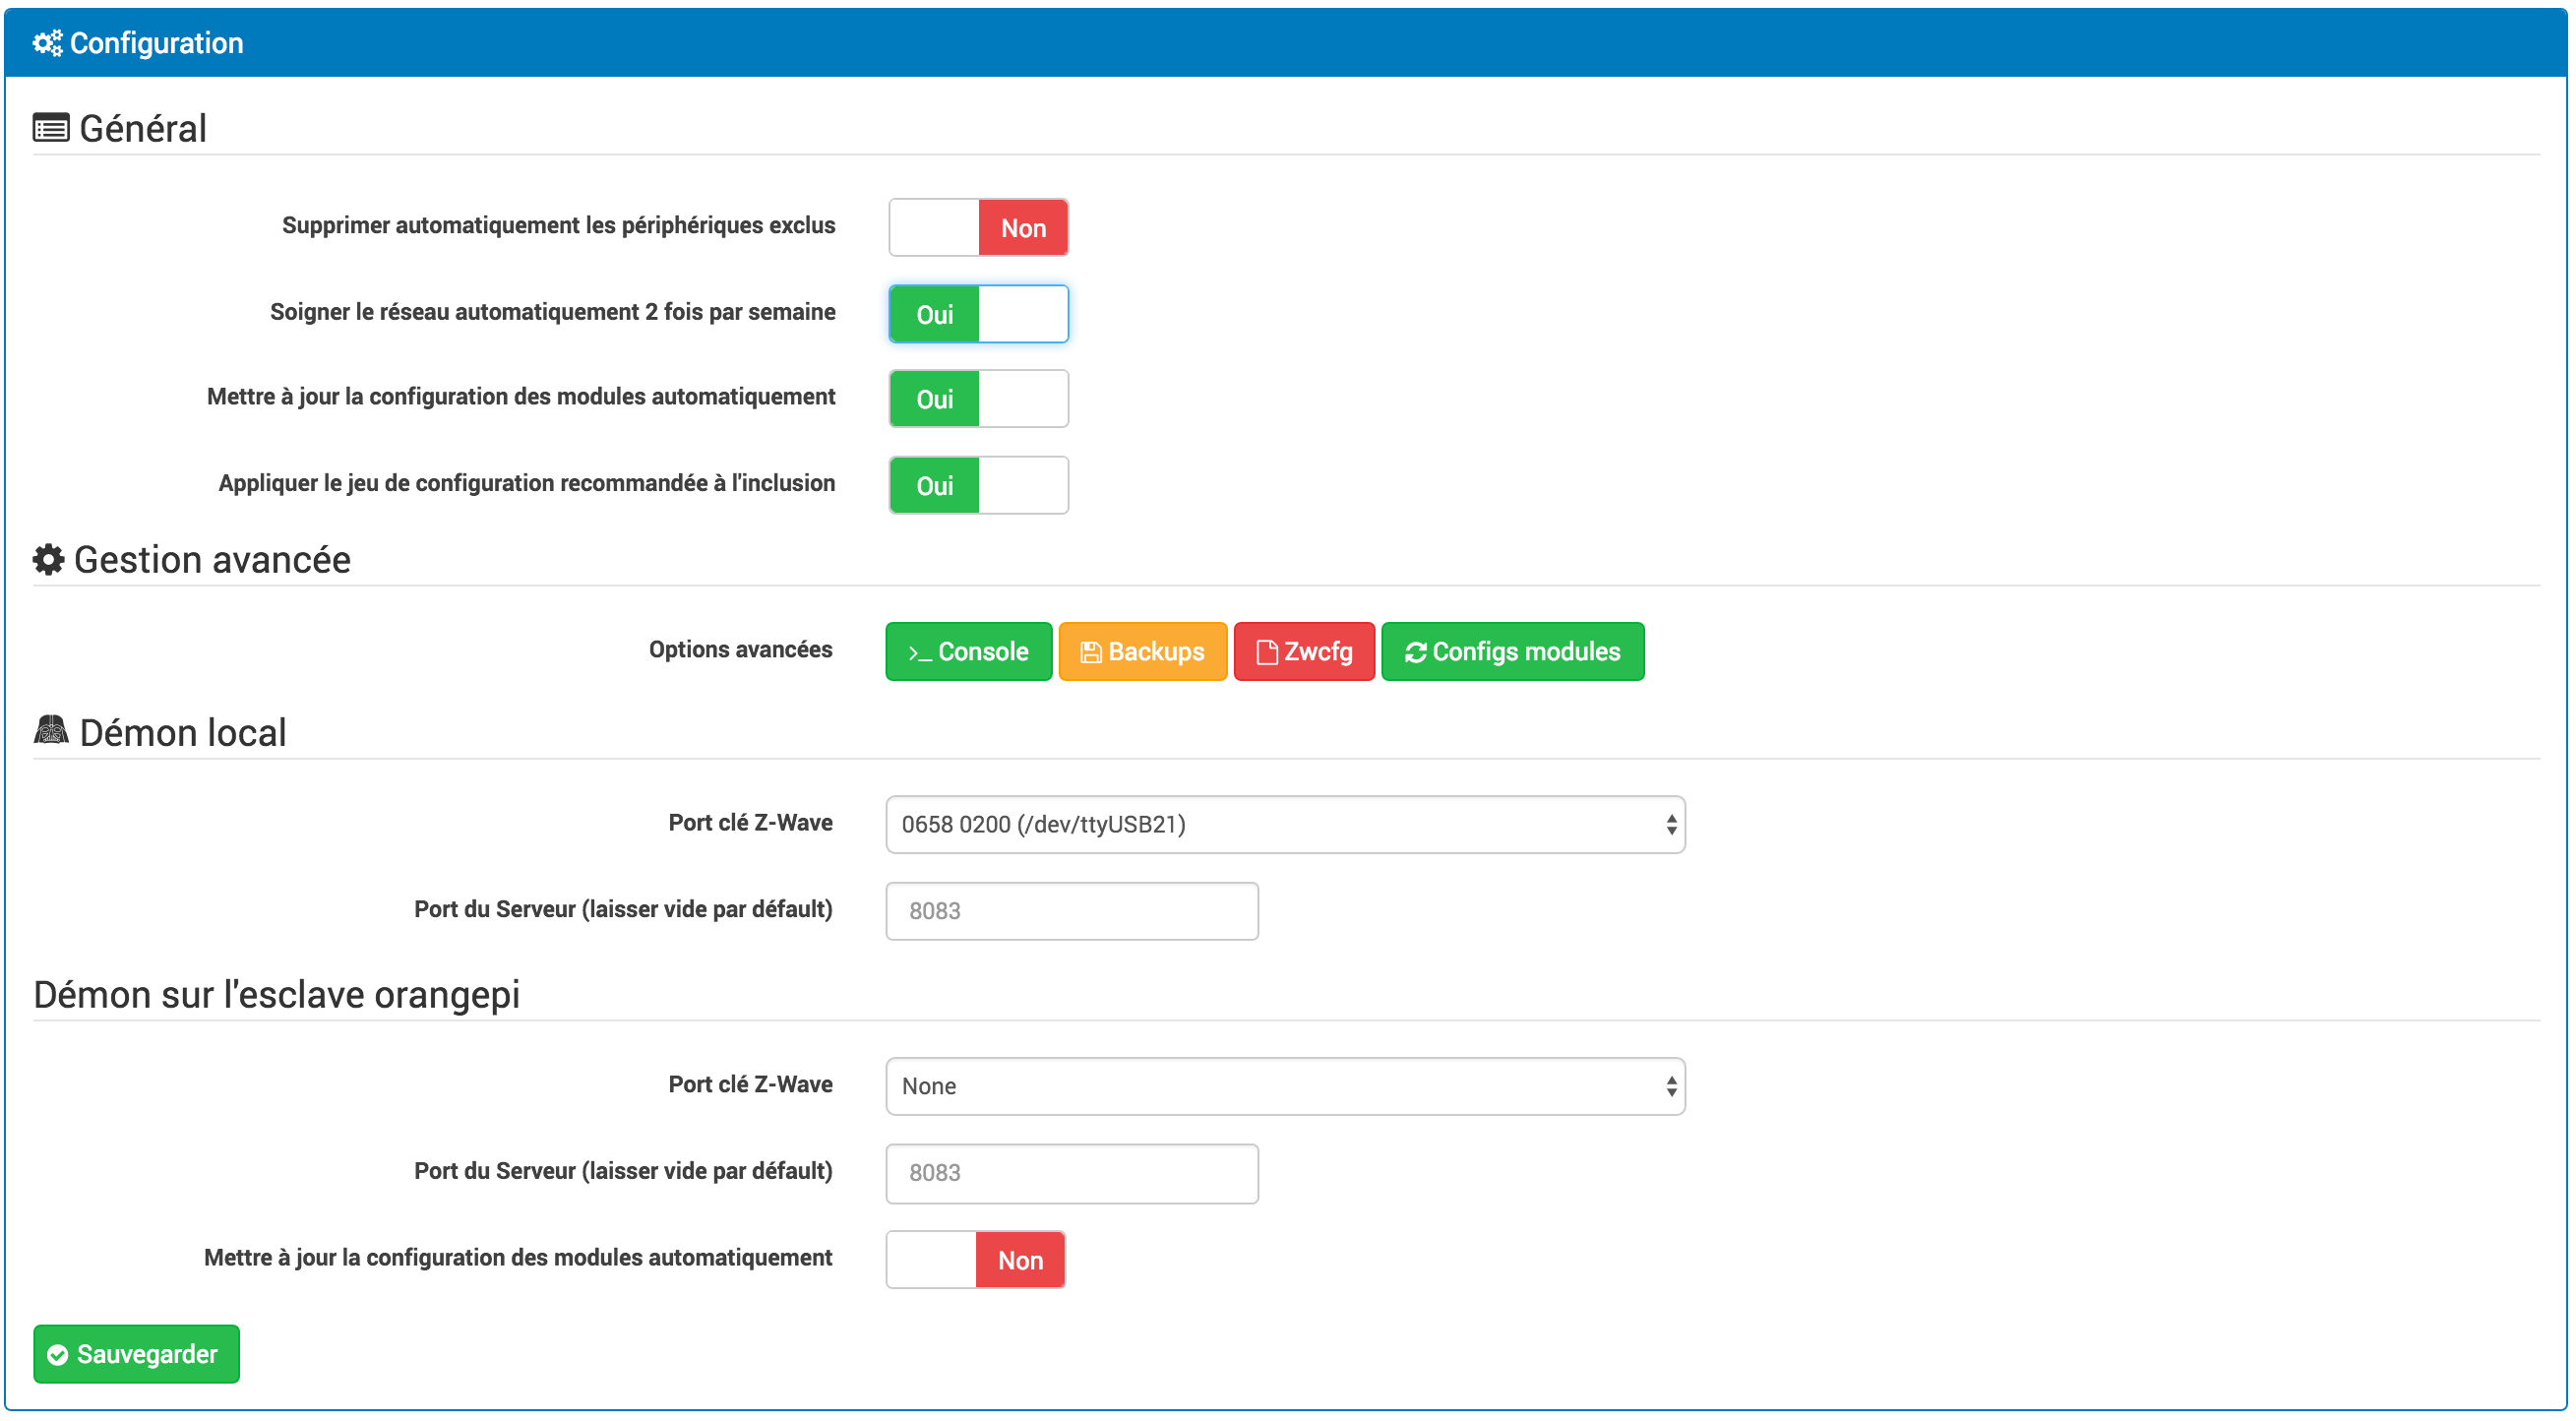 Configuration
Général
Supprimer automatiquement les périphériques exclus Non
Soigner le réseau automatiquement 2 fois par semaine Oui
Mettre à jour la configuration des modules automatiquement Oui
Appliquer le jeu de configuration recommandée à l'inclusion Oui
Gestion avancée
Options avancées >_ Console Backups Zwcfg Configs modules
Démon local
Port clé Z-Wave 0658 0200 (/dev/ttyUSB21)
Port du Serveur (laisser vide par défault) 8083
Démon sur l'esclave orangepi
Port clé Z-Wave None
Port du Serveur (laisser vide par défault) 8083
Mettre à jour la configuration des modules automatiquement Non
Sauvegarder